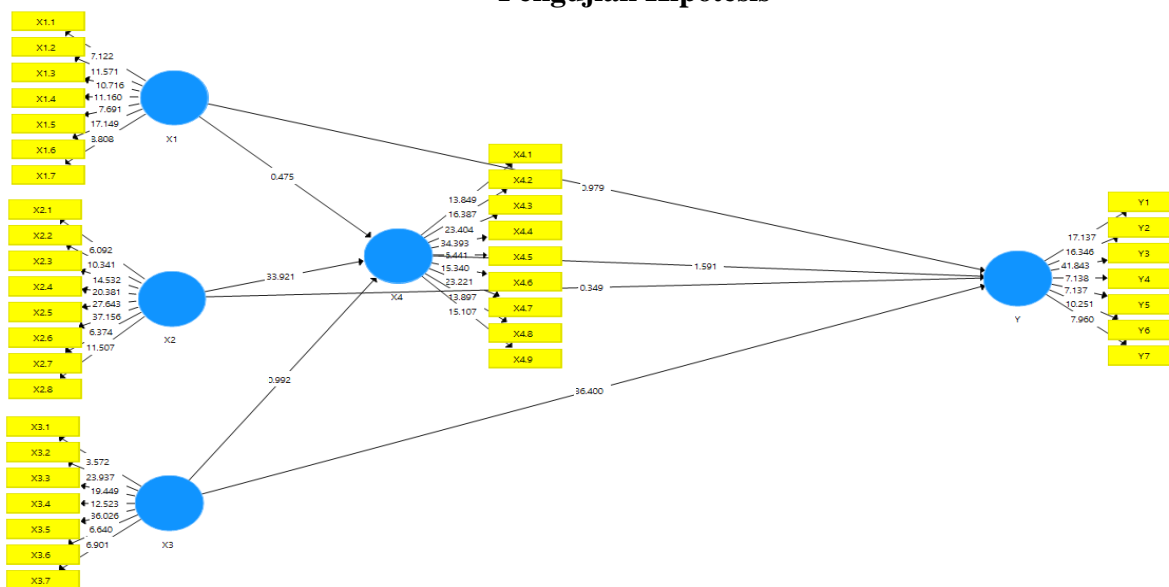 Pengujian Hipotesis
X1.1
X1.2
X1.3
X1.4
X1.5
X1.6
X1.7
7.122
11.571
10.716
11.160
7.691
17.149
8.808
X1
0.475
0.979
X2.1
X2.2
X2.3
X2.4
X2.5
X2.6
X2.7
X2.8
6.092
10.341
14.532
20.381
27.643
37.156
6.374
11.507
X2
33.921
0.349
X3.1
X3.2
X3.3
X3.4
X3.5
X3.6
X3.7
3.572
23.937
19.449
12.523
36.026
6.640
6.901
X3
0.992
36.400
X4.1
X4.2
X4.3
X4.4
X4.5
X4.6
X4.7
X4.8
X4.9
13.849
16.387
23.404
34.393
5.441
15.340
23.221
13.897
15.107
X4
1.591
Y1
Y2
Y3
Y4
Y5
Y6
Y7
17.137
16.346
41.843
7.138
7.137
10.251
7.960
Y